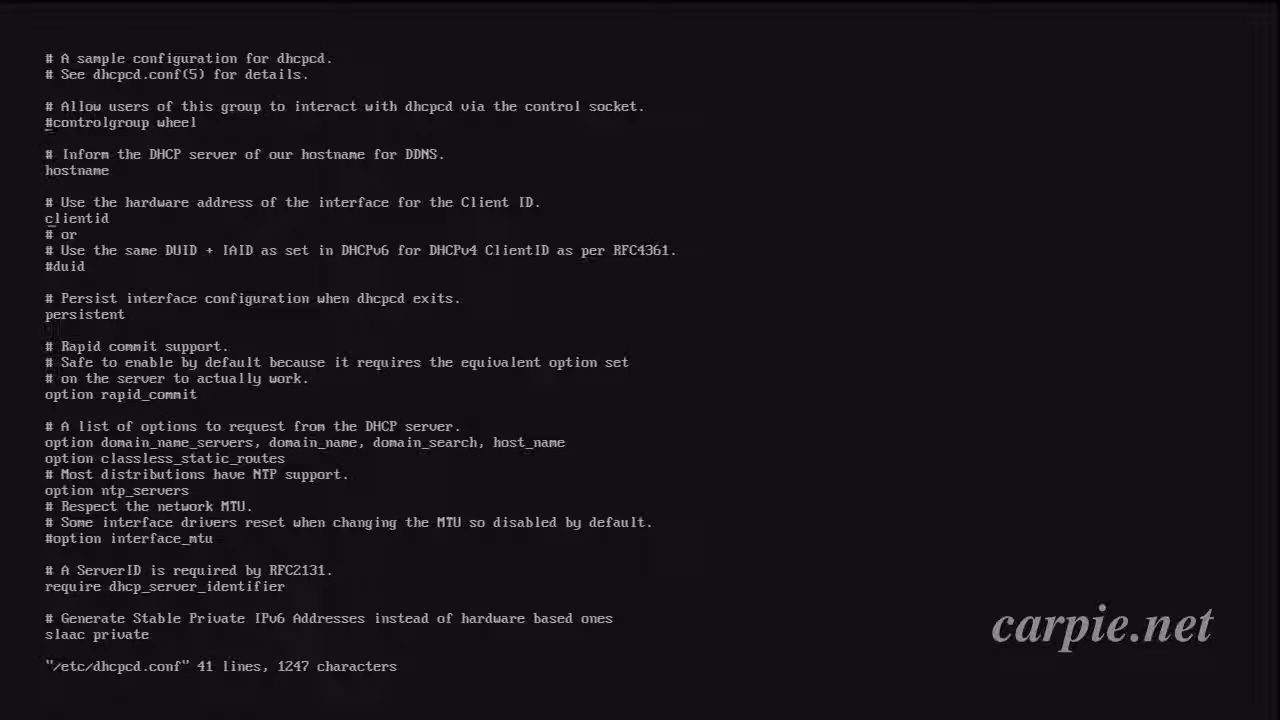 # A sample configuration for dhcpcd.
# See dhcpcd.conf(5) for details.
# Allow users of this group to interact with dhcpcd via the control socket.
#controlgroup wheel
# Inform the DHCP server of our hostname for DDNS.
hostname
# Use the hardware address of the interface for the Client ID.
clientid
# or
# Use the same DUID + IAID as set in DHCPv6 for DHCPv4 ClientID as per RFC4361.
#duid
# Persist interface configuration when dhcpcd exits.
persistent
# Rapid commit support.
# Safe to enable by default because it requires the equivalent option set
# on the server to actually work.
option rapid_commit
# A list of options to request from the DHCP server.
option domain_name_servers, domain_name, domain_search, host_name
option classless_static_routes
# Most distributions have NTP support.
option ntp_servers
# Respect the network MTU.
# Some interface drivers reset when changing the MTU so disabled by default.
#option interface_mtu
# A ServerID is required by RFC2131.
require dhcp_server_identifier
# Generate Stable Private IPv6 Addresses instead of hardware based ones
slaac private
"/etc/dhcpcd.conf" 41 lines, 1247 characters
carpie.net